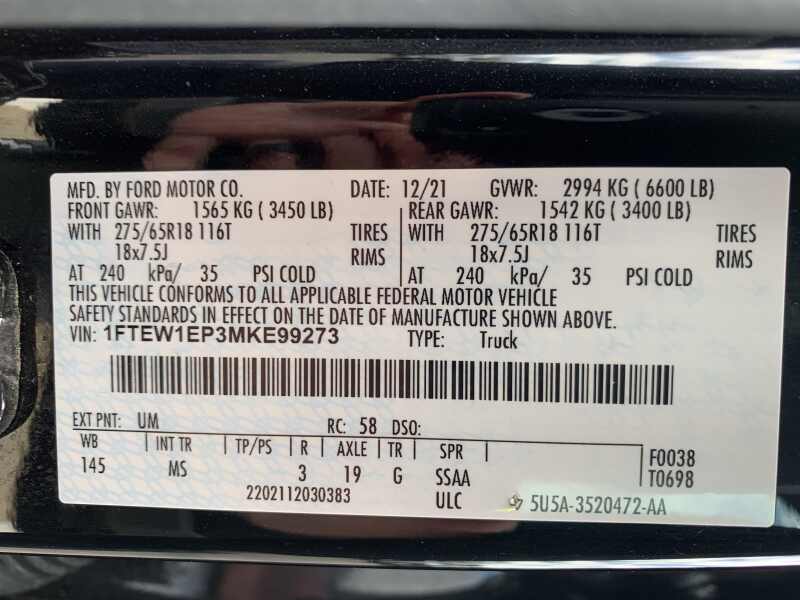 MFD. BY FORD MOTOR CO. DATE: 12/21 GVWR: 2994 KG ( 6600 LB)
FRONT GAWR: 1565 KG ( 3450 LB) REAR GAWR: 1542 KG ( 3400 LB)
WITH 275/65R18 116T TIRES WITH 275/65R18 116T TIRES
18x7.5J RIMS 18x7.5J RIMS
AT 240 kPa/ 35 PSI COLD AT 240 kPa/ 35 PSI COLD
THIS VEHICLE CONFORMS TO ALL APPLICABLE FEDERAL MOTOR VEHICLE
SAFETY STANDARDS IN EFFECT ON THE DATE OF MANUFACTURE SHOWN ABOVE.
VIN: 1FTEW1EP3MKE99273 TYPE: Truck
EXT PNT: UM RC: 58 DSO:
WB INT TR TP/PS R AXLE TR SPR F0038
145 MS 3 19 G SSAA T0698
2202112030383 ULC 5U5A-3520472-AA